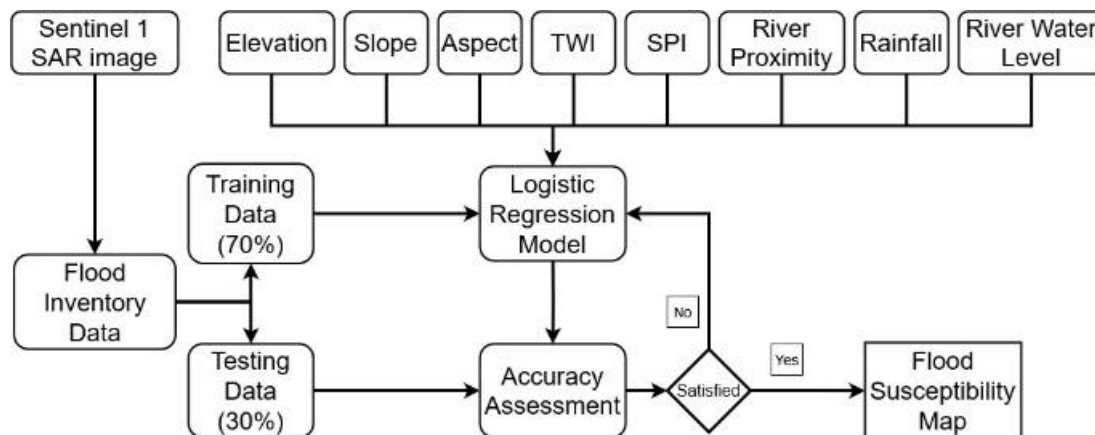 Sentinel 1
SAR image
Elevation
Slope
Aspect
TWI
SPI
River
Proximity
Rainfall
River Water
Level
Training
Data
(70%)
Logistic
Regression
Model
Flood
Inventory
Data
No
Testing
Data
(30%)
Accuracy
Assessment
Satisfied
Yes
Flood
Susceptibility
Map